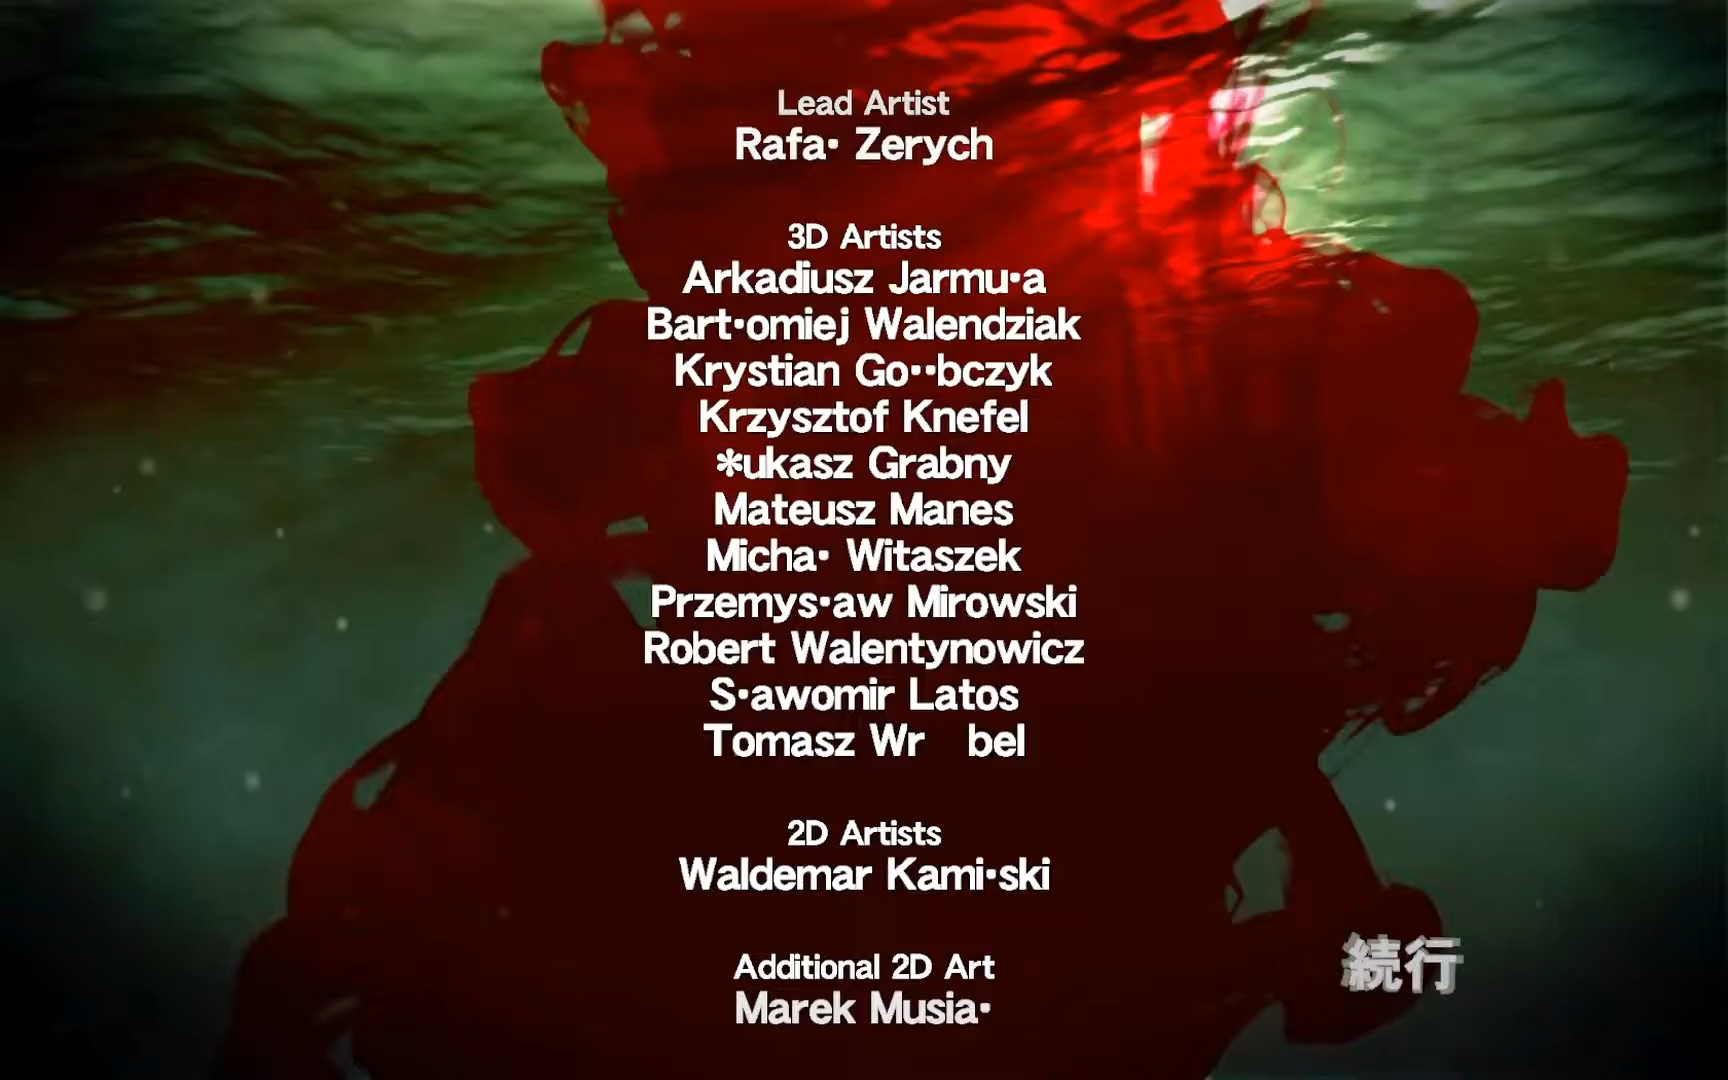 Lead Artist
Rafa・ Zerych
3D Artists
Arkadiusz Jarmu・a
Bart・omiej Walendziak
Krystian Go・・bczyk
Krzysztof Knefel
*ukasz Grabny
Mateusz Manes
Micha・ Witaszek
Przemys・aw Mirowski
Robert Walentynowicz
S・awomir Latos
Tomasz Wr　bel
2D Artists
Waldemar Kami・ski
Additional 2D Art
Marek Musia・
続行